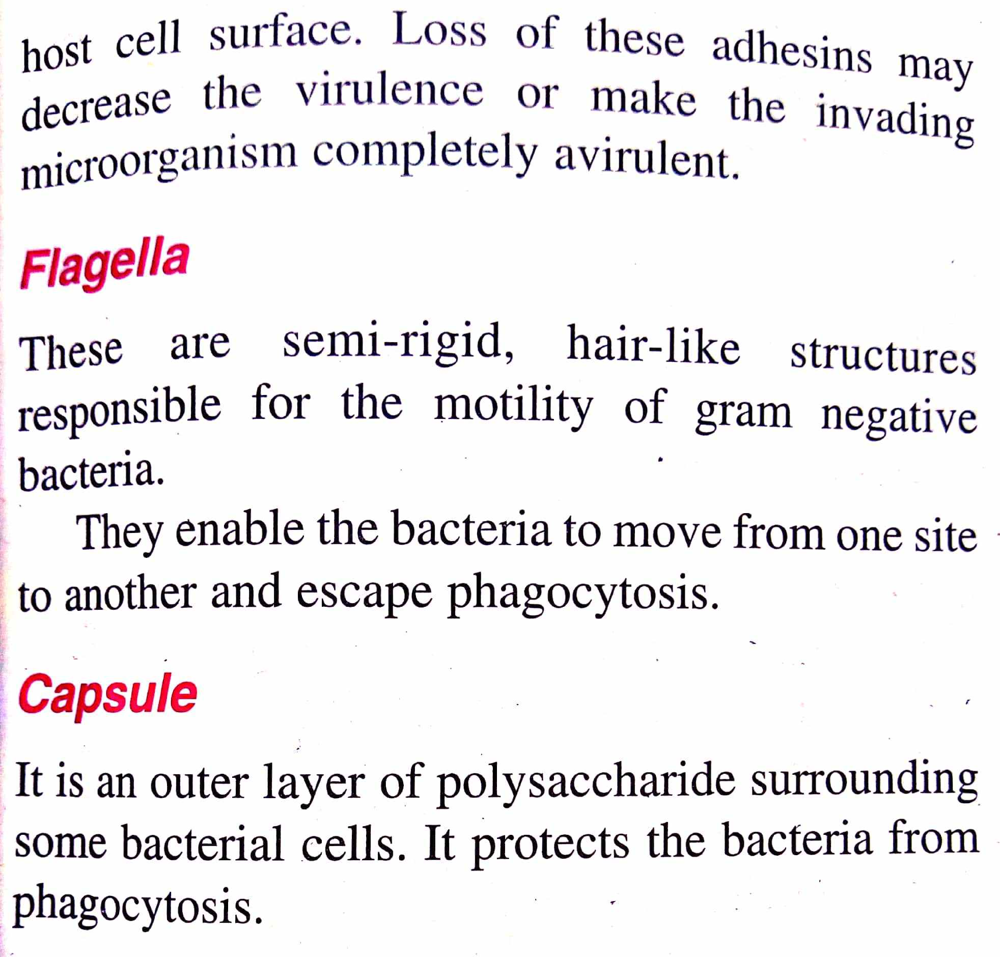 host cell surface. Loss of these adhesins may
decrease the virulence or make the invading
microorganism completely avirulent.
Flagella
These are semi-rigid, hair-like structures
responsible for the motility of gram negative
bacteria.
They enable the bacteria to move from one site
to another and escape phagocytosis.
Capsule
It is an outer layer of polysaccharide surrounding
some bacterial cells. It protects the bacteria from
phagocytosis.